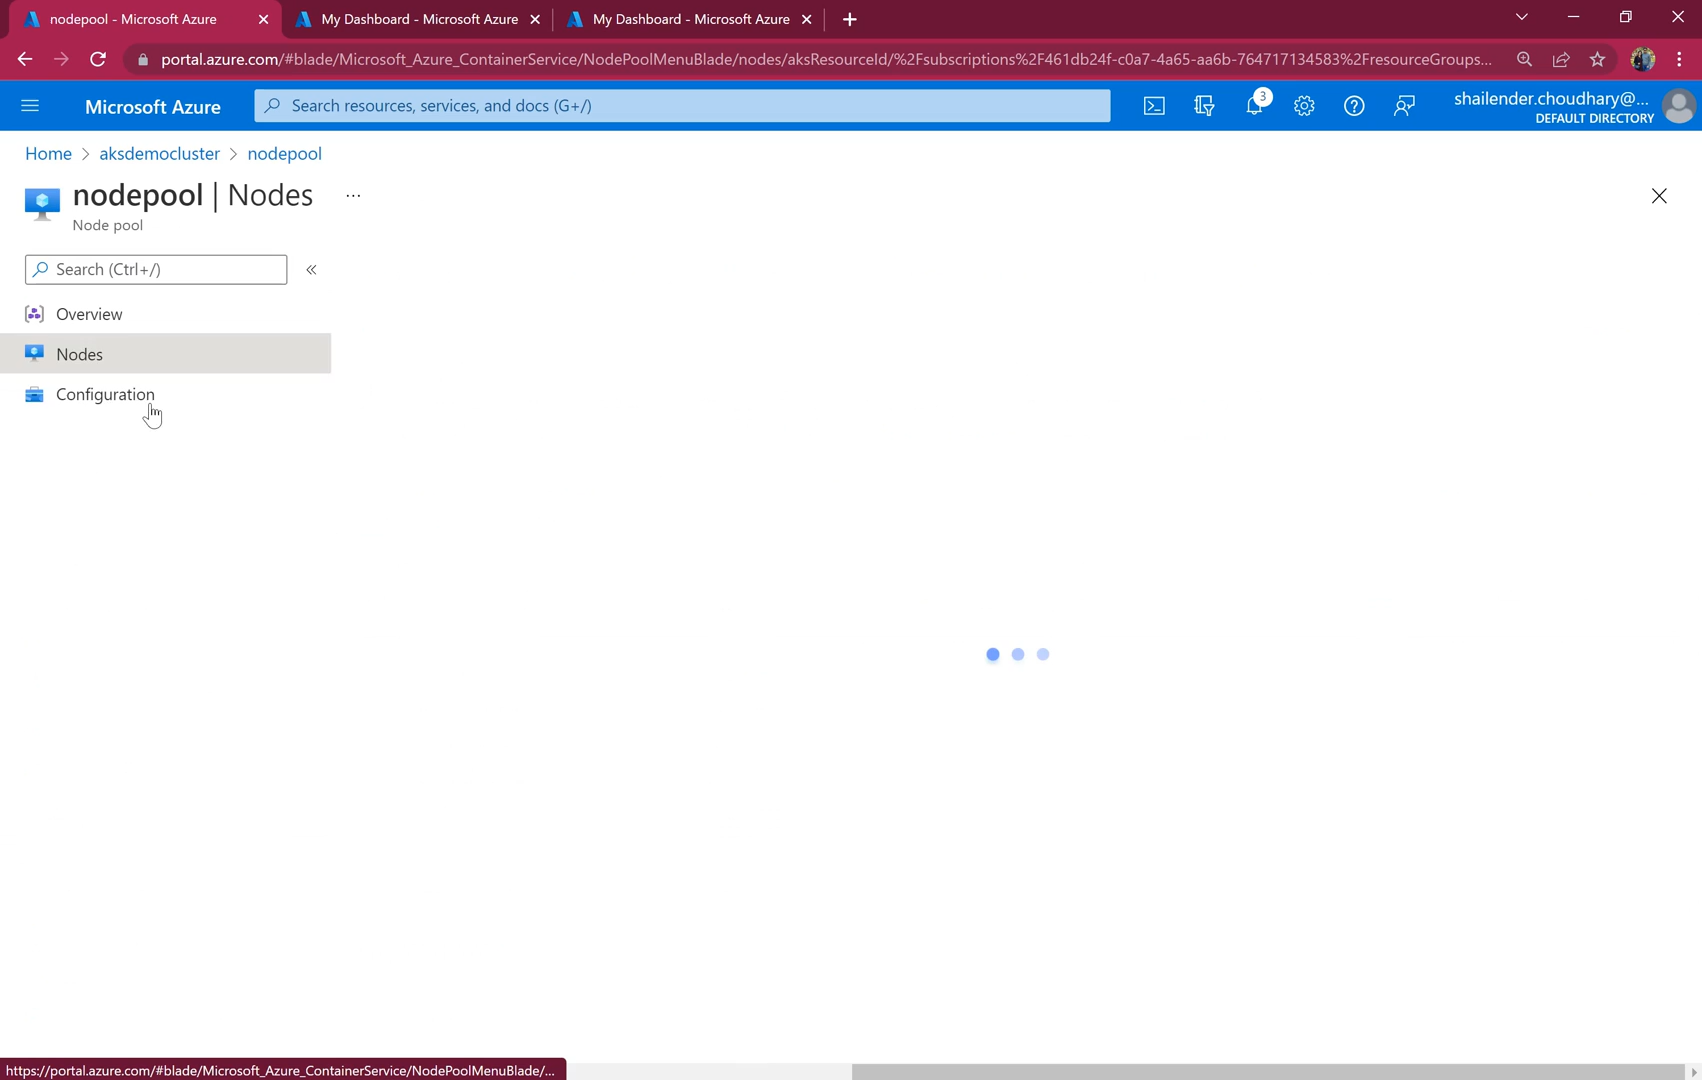 nodepool - Microsoft Azure
My Dashboard - Microsoft Azure
My Dashboard - Microsoft Azure
portal.azure.com/#blade/Microsoft_Azure_ContainerService/NodePoolMenuBlade/nodes/aksResourceId/%2Fsubscriptions%2F461db24f-c0a7-4a65-aa6b-764717134583%2FresourceGroups...
Microsoft Azure
Search resources, services, and docs (G+/)
3
shailender.choudhary@...
DEFAULT DIRECTORY
Home > aksdemocluster > nodepool
nodepool | Nodes ...
Node pool
Search (Ctrl+/)
«
Overview
Nodes
Configuration
https://portal.azure.com/#blade/Microsoft_Azure_ContainerService/NodePoolMenuBlade/...